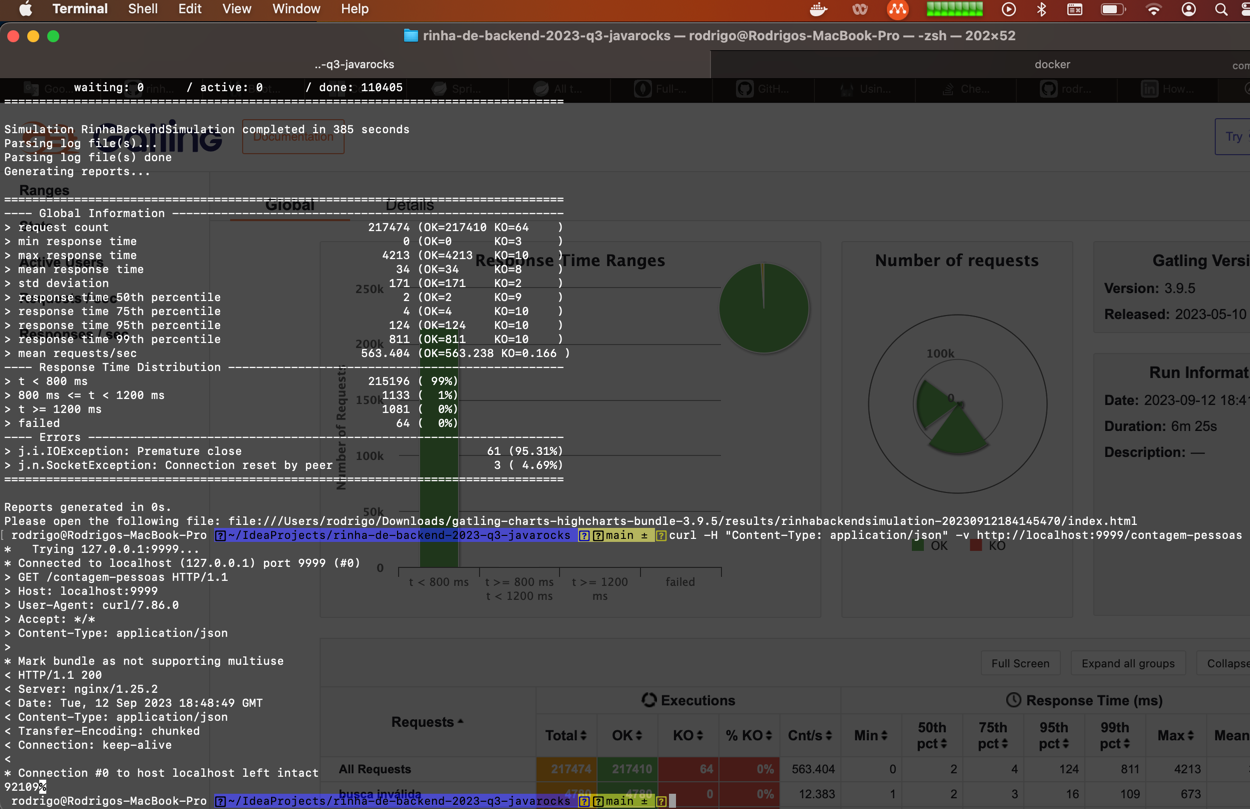 Terminal Shell Edit View Window Help
rinha-de-backend-2023-q3-javarocks — rodrigo@Rodrigos-MacBook-Pro — -zsh — 202×52
..-q3-javarocks
docker
com
waiting: 0 / active: 0 / done: 110405
Simulation RinhaBackendSimulation completed in 385 seconds
Parsing log file(s)...
Parsing log file(s) done
Generating reports...
================================================================================
---- Global Information --------------------------------------------------------
> request count 217474 (OK=217410 KO=64 )
> min response time 0 (OK=0 KO=3 )
> max response time 4213 (OK=4213 KO=10 )
> mean response time 34 (OK=34 KO=8 )
> std deviation 171 (OK=171 KO=2 )
> response time 50th percentile 2 (OK=2 KO=9 )
> response time 75th percentile 4 (OK=4 KO=10 )
> response time 95th percentile 124 (OK=124 KO=10 )
> response time 99th percentile 811 (OK=811 KO=10 )
> mean requests/sec 563.404 (OK=563.238 KO=0.166 )
---- Response Time Distribution ------------------------------------------------
> t < 800 ms 215196 ( 99%)
> 800 ms <= t < 1200 ms 1133 ( 1%)
> t >= 1200 ms 1081 ( 0%)
> failed 64 ( 0%)
---- Errors --------------------------------------------------------------------
> j.i.IOException: Premature close 61 (95.31%)
> j.n.SocketException: Connection reset by peer 3 ( 4.69%)
================================================================================
Reports generated in 0s.
Please open the following file: file:///Users/rodrigo/Downloads/gatling-charts-highcharts-bundle-3.9.5/results/rinhabackendsimulation-20230912184145470/index.html
rodrigo@Rodrigos-MacBook-Pro ~/IdeaProjects/rinha-de-backend-2023-q3-javarocks main ± curl -H "Content-Type: application/json" -v http://localhost:9999/contagem-pessoas
* Trying 127.0.0.1:9999...
* Connected to localhost (127.0.0.1) port 9999 (#0)
> GET /contagem-pessoas HTTP/1.1
> Host: localhost:9999
> User-Agent: curl/7.86.0
> Accept: */*
> Content-Type: application/json
>
* Mark bundle as not supporting multiuse
< HTTP/1.1 200
< Server: nginx/1.25.2
< Date: Tue, 12 Sep 2023 18:48:49 GMT
< Content-Type: application/json
< Transfer-Encoding: chunked
< Connection: keep-alive
<
* Connection #0 to host localhost left intact
92109%
rodrigo@Rodrigos-MacBook-Pro ~/IdeaProjects/rinha-de-backend-2023-q3-javarocks main ±
Gatling
Documentation
Try
Ranges
Active Users
Responses / sec
Global Details
Response Time Ranges
250k
200k
150k
100k
50k
0
Number of Requests
t < 800 ms
t >= 800 ms
t < 1200 ms
t >= 1200
ms
failed
Number of requests
100k
0
OK KO
Gatling Versi
Version: 3.9.5
Released: 2023-05-10
Run Informat
Date: 2023-09-12 18:41
Duration: 6m 25s
Description: —
Full Screen Expand all groups Collapse
Requests Executions Response Time (ms)
Total OK KO % KO Cnt/s Min 50th pct 75th pct 95th pct 99th pct Max Mean
All Requests 217474 217410 64 0% 563.404 0 2 4 124 811 4213
busca inválida 4780 4780 0 0% 12.383 1 2 3 16 109 673